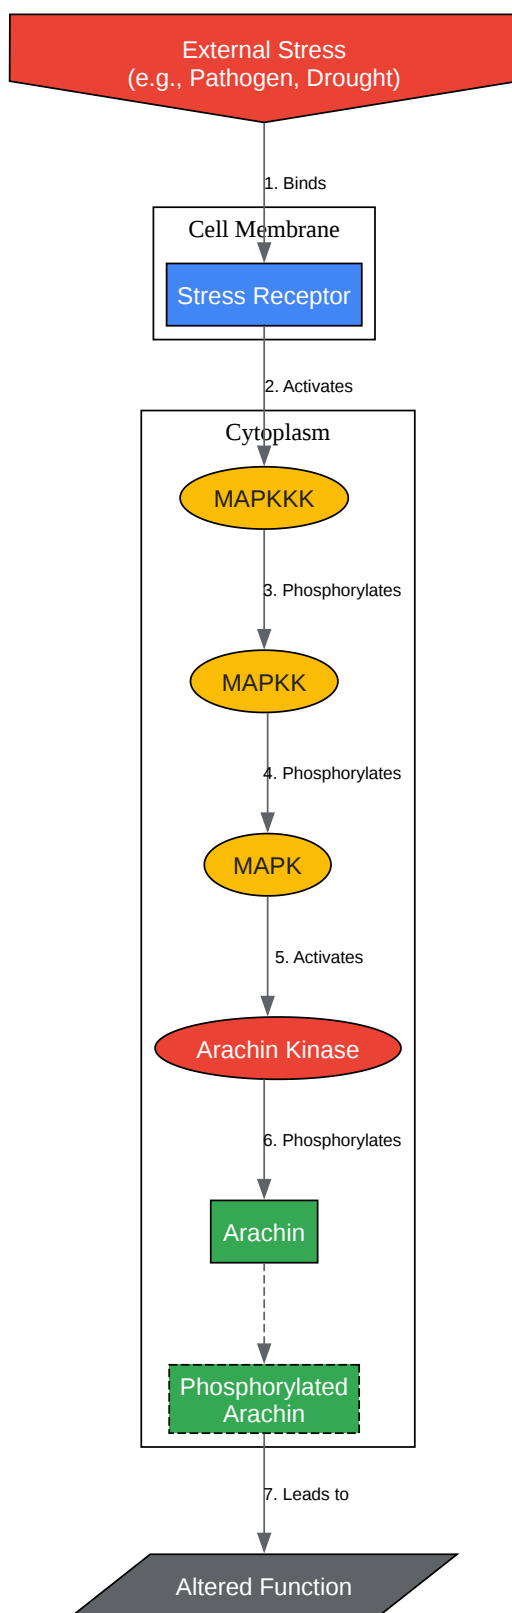 External Stress
(e.g., Pathogen, Drought)
1. Binds
Cell Membrane
Stress Receptor
2. Activates
Cytoplasm
MAPKKK
3. Phosphorylates
MAPKK
4. Phosphorylates
MAPK
5. Activates
Arachin Kinase
6. Phosphorylates
Arachin
Phosphorylated
Arachin
7. Leads to
Altered Function